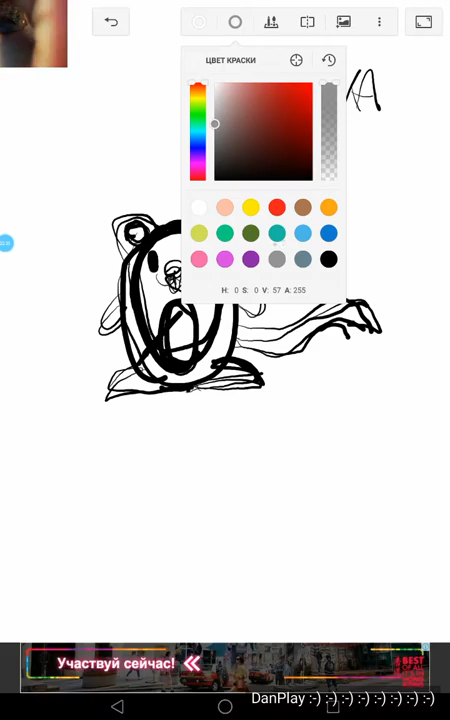 ЦВЕТ КРАСКИ
H: 0 S: 0 V: 57 A: 255
Участвуй сейчас!
BEST
DanPlay :-) :-) :-) :-) :-) :-) :-) :-)